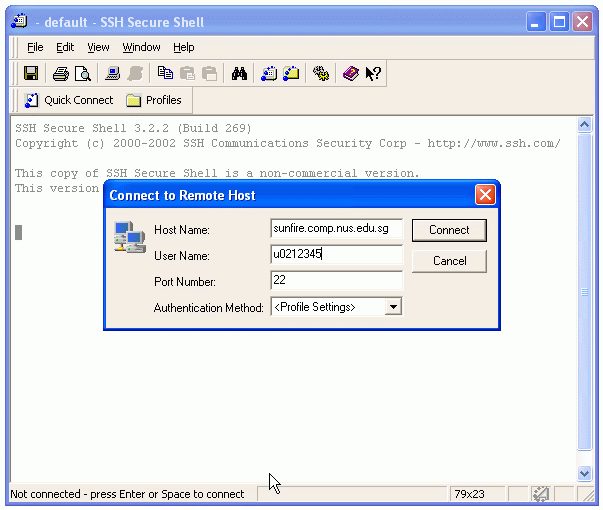 - default - SSH Secure Shell
File Edit View Window Help
Quick Connect Profiles
SSH Secure Shell 3.2.2 (Build 269)
Copyright (c) 2000-2002 SSH Communications Security Corp - http://www.ssh.com/
This copy of SSH Secure Shell is a non-commercial version.
This version
Connect to Remote Host
Host Name: sunfire.comp.nus.edu.sg Connect
User Name: u0212345 Cancel
Port Number: 22
Authentication Method: <Profile Settings>
Not connected - press Enter or Space to connect 79x23